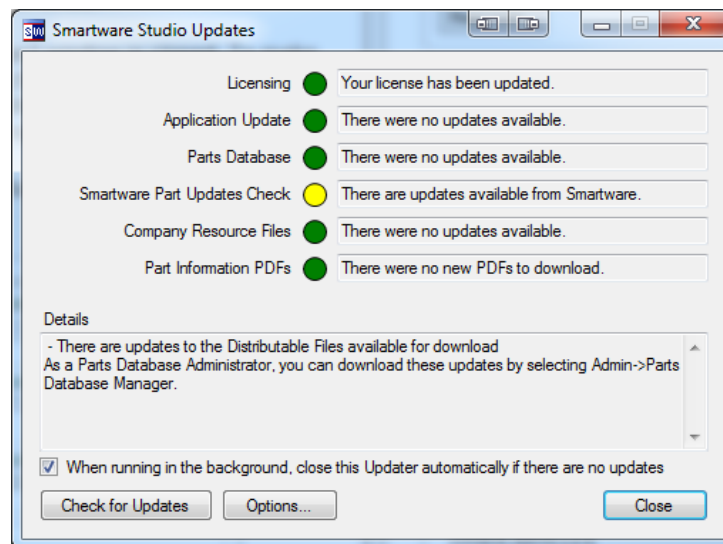 SW Smartware Studio Updates
Licensing Your license has been updated.
Application Update There were no updates available.
Parts Database There were no updates available.
Smartware Part Updates Check There are updates available from Smartware.
Company Resource Files There were no updates available.
Part Information PDFs There were no new PDFs to download.
Details
- There are updates to the Distributable Files available for download
As a Parts Database Administrator, you can download these updates by selecting Admin->Parts
Database Manager.
When running in the background, close this Updater automatically if there are no updates
Check for Updates Options... Close